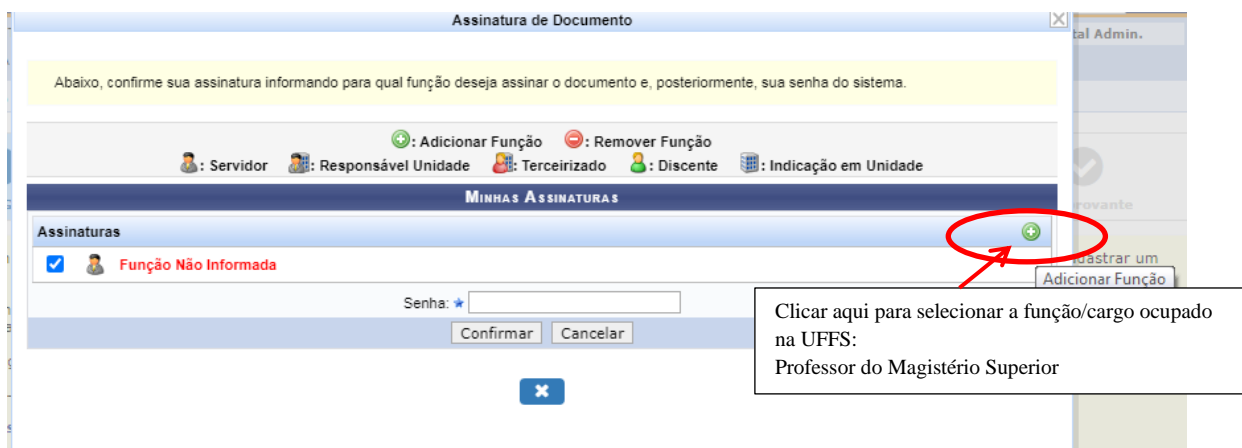 Assinatura de Documento
tal Admin.
Abaixo, confirme sua assinatura informando para qual função deseja assinar o documento e, posteriormente, sua senha do sistema.
: Adicionar Função : Remover Função
: Servidor : Responsável Unidade : Terceirizado : Discente : Indicação em Unidade
MINHAS ASSINATURAS
rovante
Assinaturas
Função Não Informada
adastrar um
Adicionar Função
Senha:
Confirmar Cancelar
Clicar aqui para selecionar a função/cargo ocupado
na UFFS:
Professor do Magistério Superior